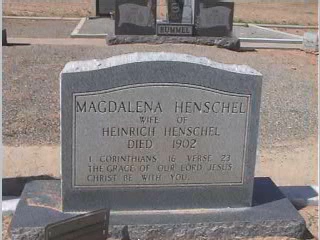 RUMMEL
MAGDALENA HENSCHEL
WIFE OF
HEINRICH HENSCHEL
DIED 1902
1 CORINTHIANS 16 VERSE 23
THE GRACE OF OUR LORD JESUS
CHRIST BE WITH YOU.